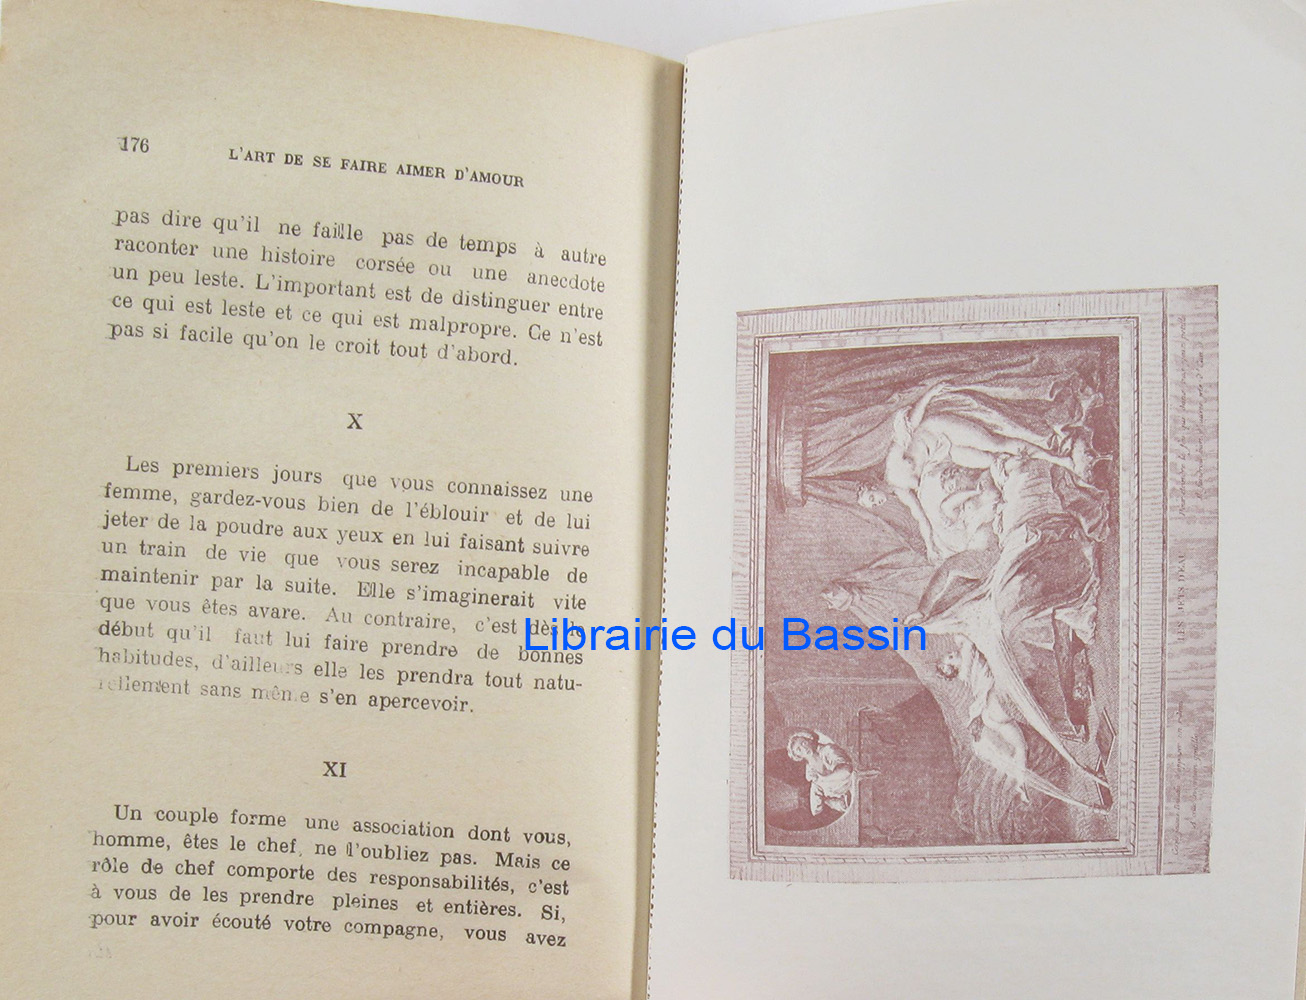 176
L'ART DE SE FAIRE AIMER D'AMOUR
pas dire qu'il ne faille pas de temps à autre
raconter une histoire corsée ou une anecdote
un peu leste. L'important est de distinguer entre
ce qui est leste et ce qui est malpropre. Ce n'est
pas si facile qu'on le croit tout d'abord.
X
Les premiers jours que vous connaissez une
femme, gardez-vous bien de l'éblouir et de lui
jeter de la poudre aux yeux en lui faisant suivre
un train de vie que vous serez incapable de
maintenir par la suite. Elle s'imaginerait vite
que vous êtes avare. Au contraire, c'est dès le
début qu'il faut lui faire prendre de bonnes
habitudes, d'ailleurs elle les prendra tout natu-
rellement sans même s'en apercevoir.
XI
Un couple forme une association dont vous,
homme, êtes le chef, ne l'oubliez pas. Mais ce
rôle de chef comporte des responsabilités, c'est
à vous de les prendre pleines et entières. Si,
pour avoir écouté votre compagne, vous avez
LES JETS D'EAU
Librairie du Bassin